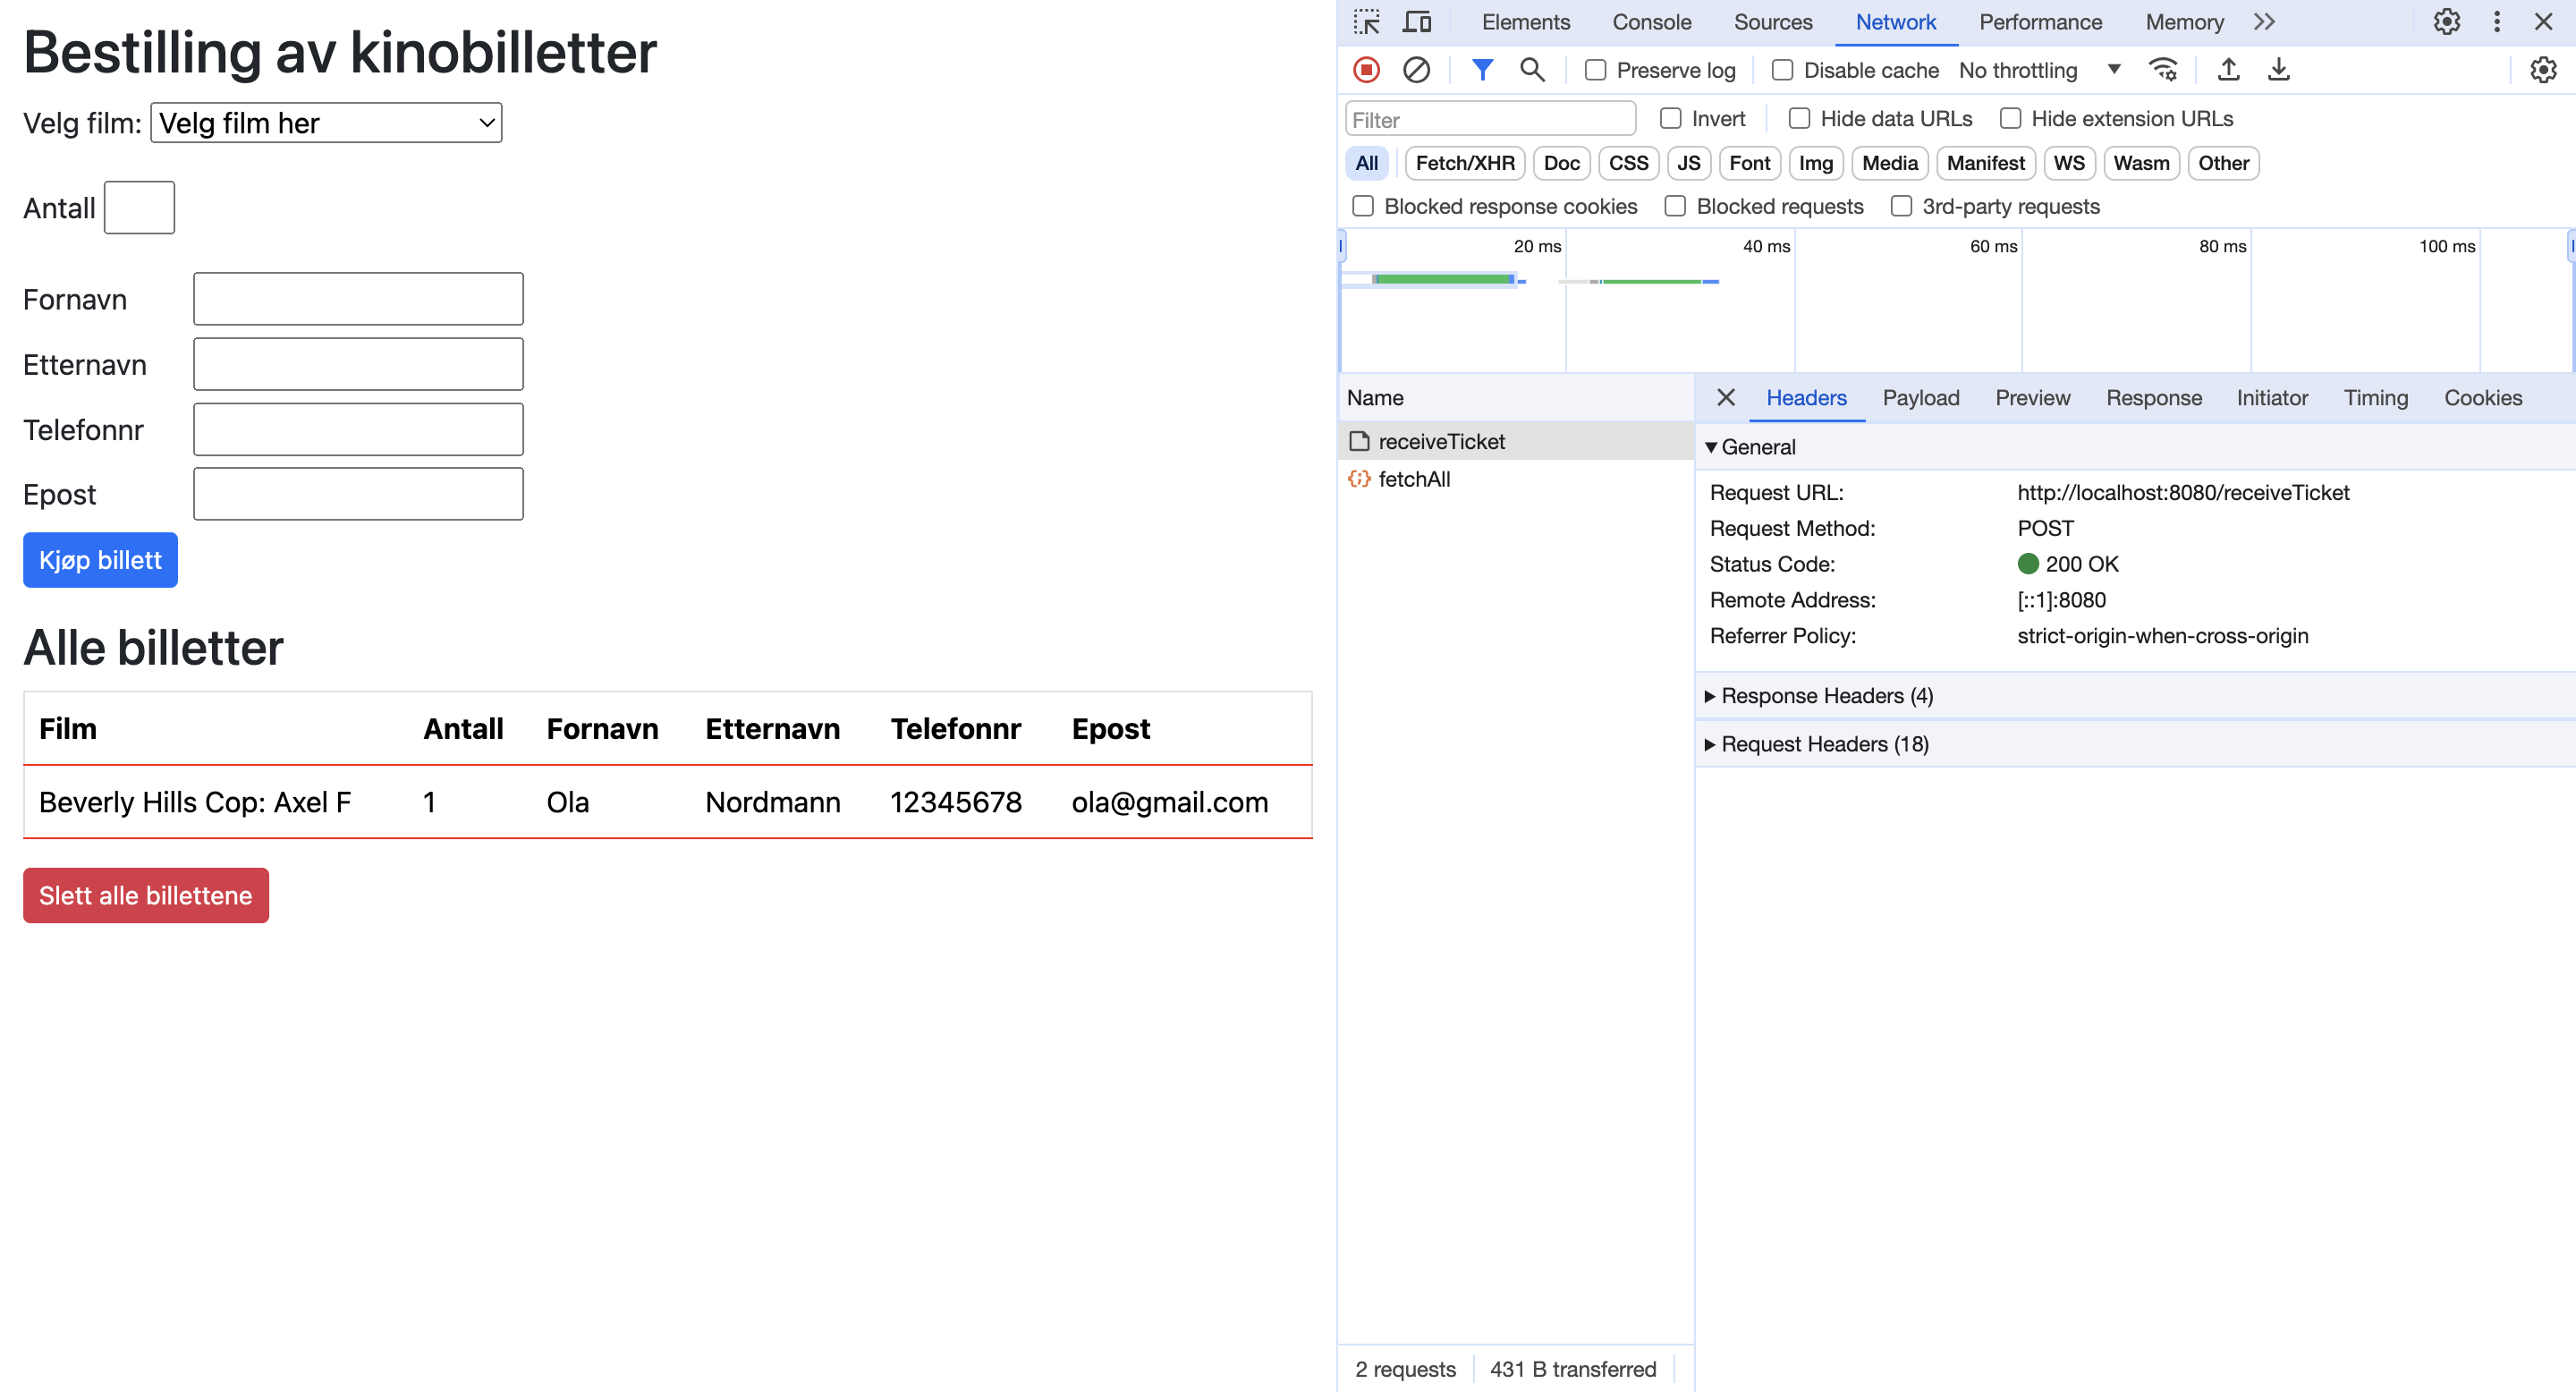 Bestilling av kinobilletter
Velg film: Velg film her
Antall
Fornavn
Etternavn
Telefonnr
Epost
Kjøp billett
Alle billetter
Film Antall Fornavn Etternavn Telefonnr Epost
Beverly Hills Cop: Axel F 1 Ola Nordmann 12345678 ola@gmail.com
Slett alle billettene
Elements Console Sources Network Performance Memory
Preserve log Disable cache No throttling
Filter Invert Hide data URLs Hide extension URLs
All Fetch/XHR Doc CSS JS Font Img Media Manifest WS Wasm Other
Blocked response cookies Blocked requests 3rd-party requests
20 ms 40 ms 60 ms 80 ms 100 ms
Name
receiveTicket
fetchAll
Headers Payload Preview Response Initiator Timing Cookies
General
Request URL: http://localhost:8080/receiveTicket
Request Method: POST
Status Code: 200 OK
Remote Address: [::1]:8080
Referrer Policy: strict-origin-when-cross-origin
Response Headers (4)
Request Headers (18)
2 requests 431 B transferred